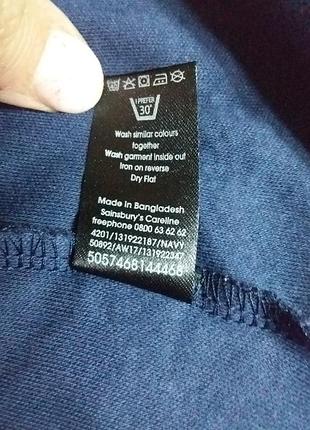 I PREFER
30°
Wash similar colours
together
Wash garment inside out
Iron on reverse
Dry Flat
Made in Bangladesh
Sainsbury's Careline
freephone 0800 63 62 62
4201/131922187/NAVY
50892/AW17/131922347
5057468144468